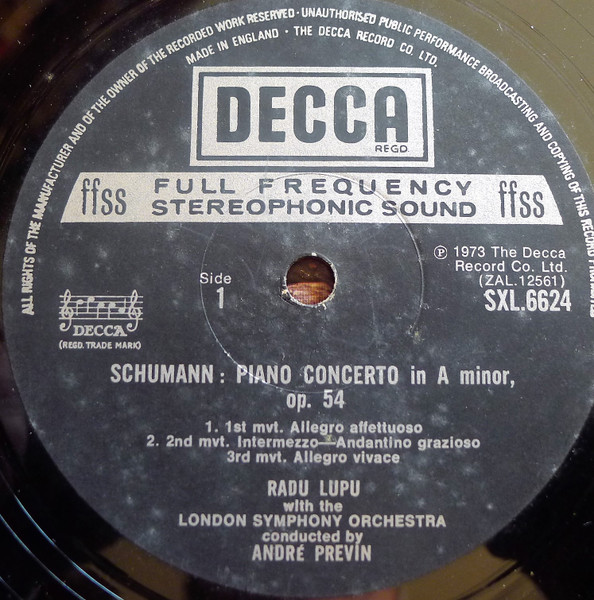 ALL RIGHTS OF THE MANUFACTURER AND OF THE OWNER OF THE RECORDED WORK RESERVED · UNAUTHORISED PUBLIC PERFORMANCE BROADCASTING AND COPYING OF THIS RECORD
MADE IN ENGLAND · THE DECCA RECORD CO. LTD.
DECCA
REGD.
ffss FULL FREQUENCY ffss
STEREOPHONIC SOUND
Side
1
℗ 1973 The Decca
Record Co. Ltd.
(ZAL.12561)
SXL.6624
DECCA
(REGD. TRADE MARK)
SCHUMANN : PIANO CONCERTO in A minor,
op. 54
1. 1st mvt. Allegro affettuoso
2. 2nd mvt. Intermezzo—Andantino grazioso
3rd mvt. Allegro vivace
RADU LUPU
with the
LONDON SYMPHONY ORCHESTRA
conducted by
ANDRÉ PREVIN